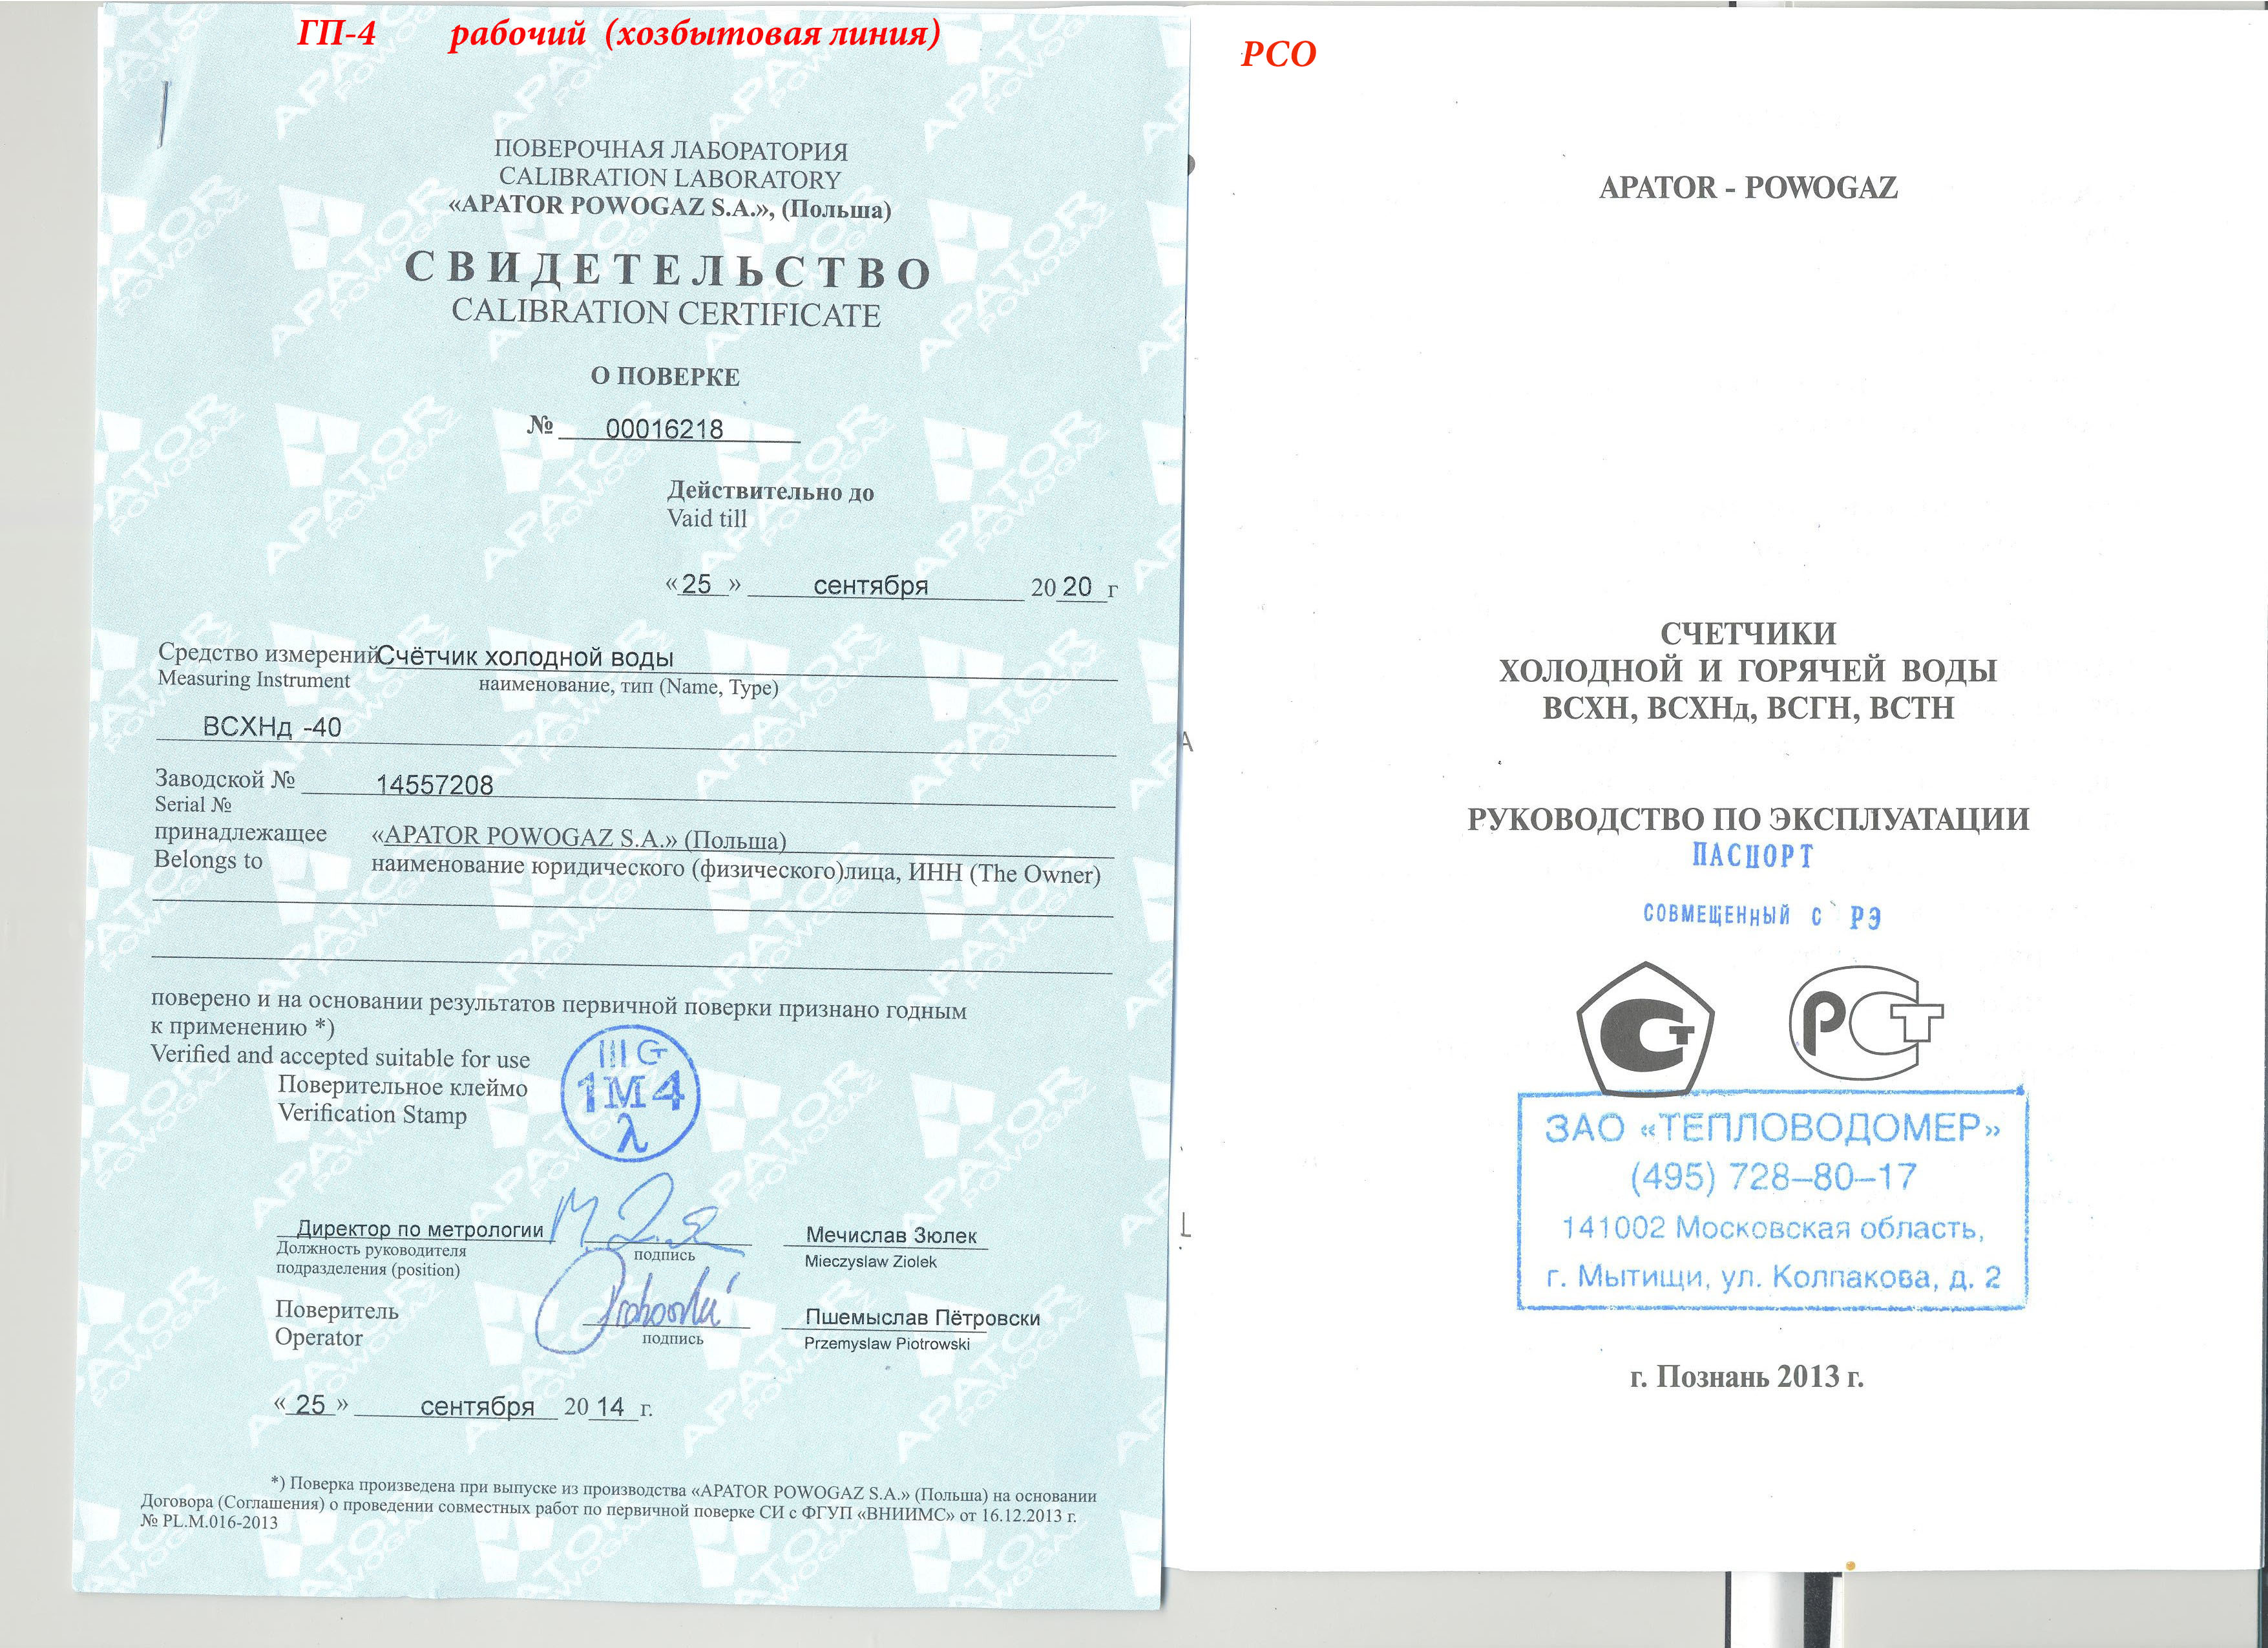 ГП-4 рабочий (хозбытовая линия)
ПОВЕРОЧНАЯ ЛАБОРАТОРИЯ
CALIBRATION LABORATORY
«APATOR POWOGAZ S.A.», (Польша)
СВИДЕТЕЛЬСТВО
CALIBRATION CERTIFICATE
О ПОВЕРКЕ
№ 00016218
Действительно до
Vaid till
« 25 » сентября 20 20 г
Средство измерений Счётчик холодной воды
Measuring Instrument наименование, тип (Name, Type)
ВСХНд -40
Заводской № 14557208
Serial №
принадлежащее «APATOR POWOGAZ S.A.» (Польша)
Belongs to наименование юридического (физического)лица, ИНН (The Owner)
поверено и на основании результатов первичной поверки признано годным
к применению *)
Verified and accepted suitable for use
Поверительное клеймо
Verification Stamp
III G
1M4
λ
Директор по метрологии Мечислав Зюлек
Должность руководителя подпись Mieczyslaw Ziolek
подразделения (position)
Поверитель Пшемыслав Пётровски
Operator подпись Przemyslaw Piotrowski
« 25 » сентября 20 14 г.
*) Поверка произведена при выпуске из производства «APATOR POWOGAZ S.A.» (Польша) на основании
Договора (Соглашения) о проведении совместных работ по первичной поверке СИ с ФГУП «ВНИИМС» от 16.12.2013 г.
№ PL.M.016-2013
РСО
APATOR - POWOGAZ
СЧЕТЧИКИ
ХОЛОДНОЙ И ГОРЯЧЕЙ ВОДЫ
ВСХН, ВСХНд, ВСГН, ВСТН
РУКОВОДСТВО ПО ЭКСПЛУАТАЦИИ
ПАСПОРТ
СОВМЕЩЕННЫЙ С РЭ
РСТ
ЗАО «ТЕПЛОВОДОМЕР»
(495) 728–80–17
141002 Московская область,
г. Мытищи, ул. Колпакова, д. 2
г. Познань 2013 г.